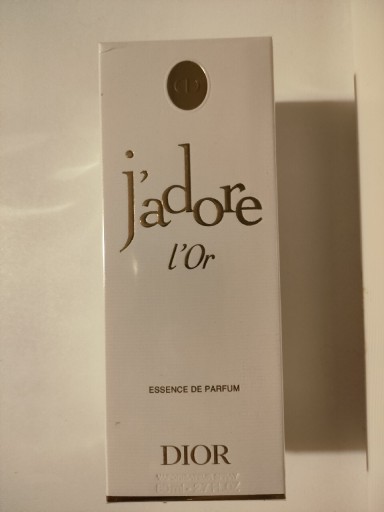 j'adore
l'Or
ESSENCE DE PARFUM
DIOR